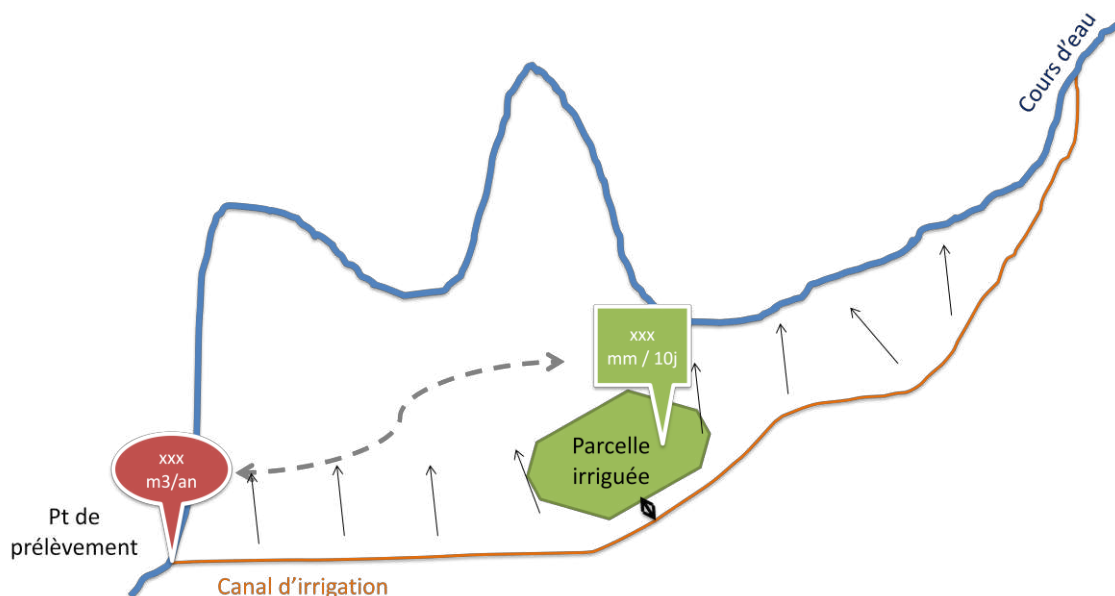 Cours d'eau
xxx
mm / 10j
Parcelle
irriguée
xxx
m3/an
Pt de
prélèvement
Canal d'irrigation